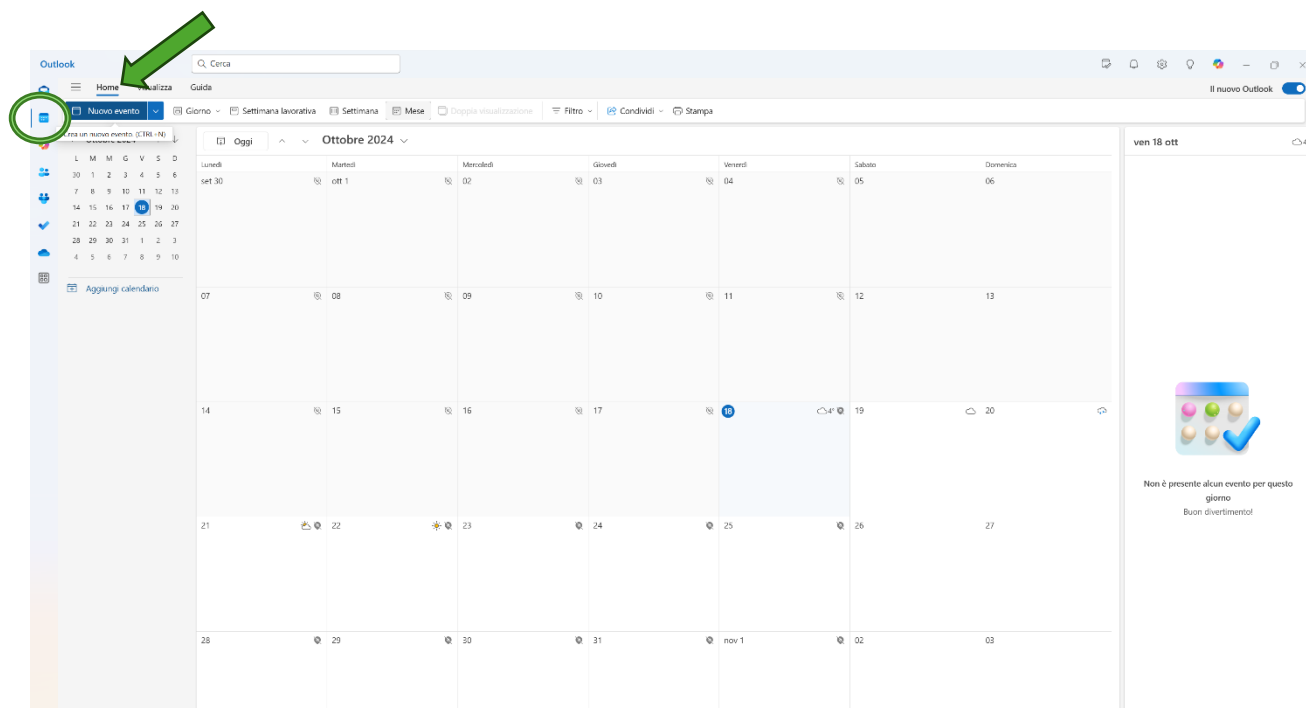 Outlook
Cerca
Home
Guida
Il nuovo Outlook
Nuovo evento
Giorno
Settimana lavorativa
Settimana
Mese
Doppia visualizzazione
Filtro
Condividi
Stampa
Crea un nuovo evento (CTRL+N)
L M M G V S D
30 1 2 3 4 5 6
7 8 9 10 11 12 13
14 15 16 17 18 19 20
21 22 23 24 25 26 27
28 29 30 31 1 2 3
4 5 6 7 8 9 10
Aggiungi calendario
Oggi
Ottobre 2024
Lunedì Martedì Mercoledì Giovedì Venerdì Sabato Domenica
set 30 ott 1 02 03 04 05 06
07 08 09 10 11 12 13
14 15 16 17 18 4° 19 20
21 22 23 24 25 26 27
28 29 30 31 nov 1 02 03
ven 18 ott
Non è presente alcun evento per questo
giorno
Buon divertimento!